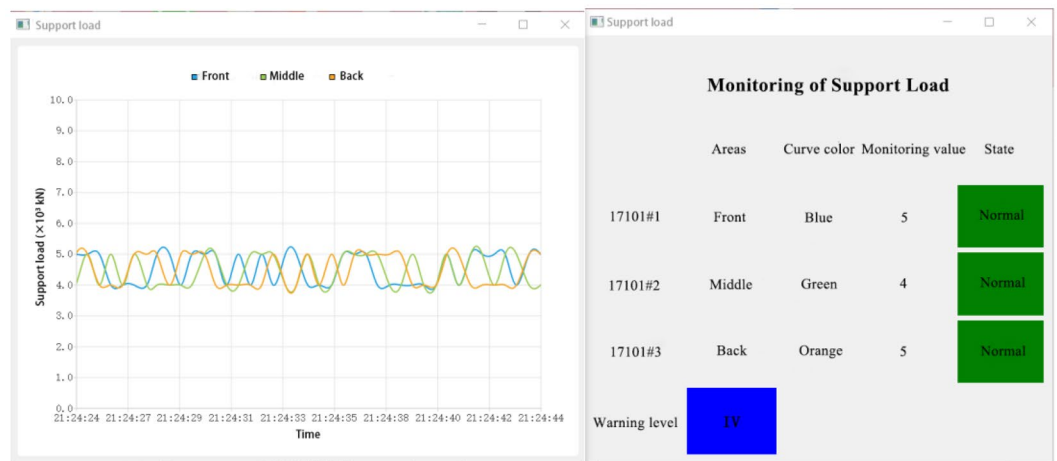 Support load
Front Middle Back
10.0
9.0
8.0
7.0
6.0
5.0
4.0
3.0
2.0
1.0
0.0
Support load (×10³ kN)
21:24:24 21:24:27 21:24:29 21:24:31 21:24:33 21:24:35 21:24:38 21:24:40 21:24:42 21:24:44
Time
Support load
Monitoring of Support Load
Areas Curve color Monitoring value State
17101#1 Front Blue 5 Normal
17101#2 Middle Green 4 Normal
17101#3 Back Orange 5 Normal
Warning level IV